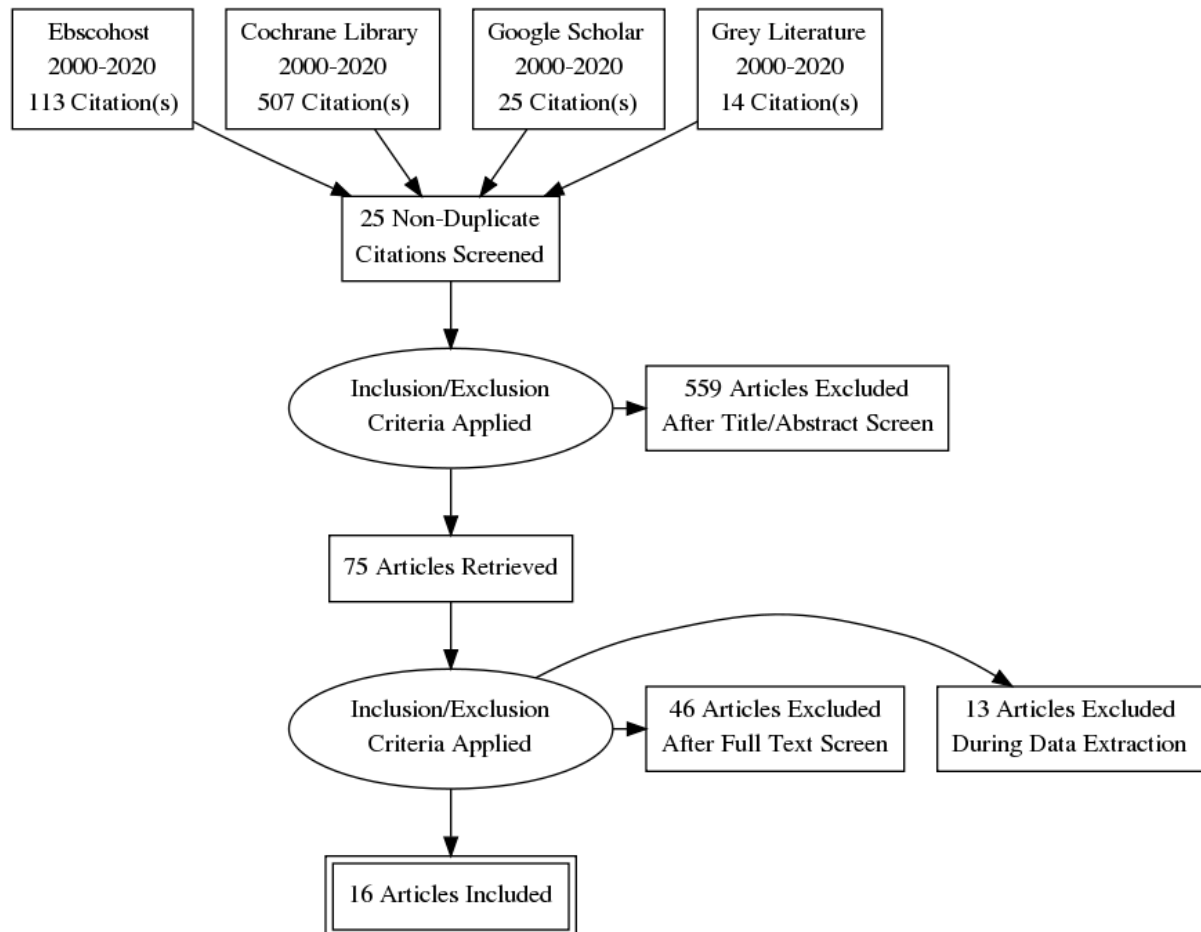 Ebscohost
2000-2020
113 Citation(s)
Cochrane Library
2000-2020
507 Citation(s)
Google Scholar
2000-2020
25 Citation(s)
Grey Literature
2000-2020
14 Citation(s)
25 Non-Duplicate
Citations Screened
Inclusion/Exclusion
Criteria Applied
559 Articles Excluded
After Title/Abstract Screen
75 Articles Retrieved
Inclusion/Exclusion
Criteria Applied
46 Articles Excluded
After Full Text Screen
13 Articles Excluded
During Data Extraction
16 Articles Included